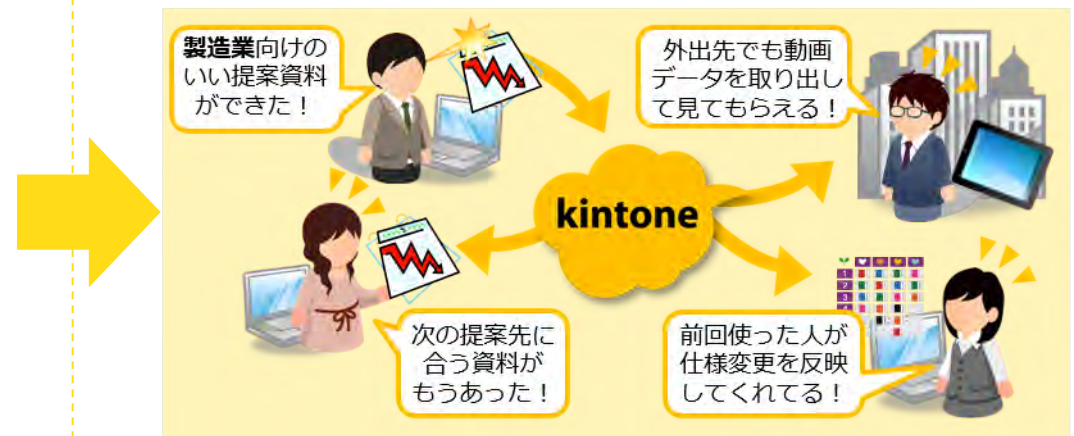 製造業向けの
いい提案資料
ができた！
外出先でも動画
データを取り出し
て見てもらえる！
kintone
次の提案先に
合う資料が
もうあった！
前回使った人が
仕様変更を反映
してくれてる！
1
2
3